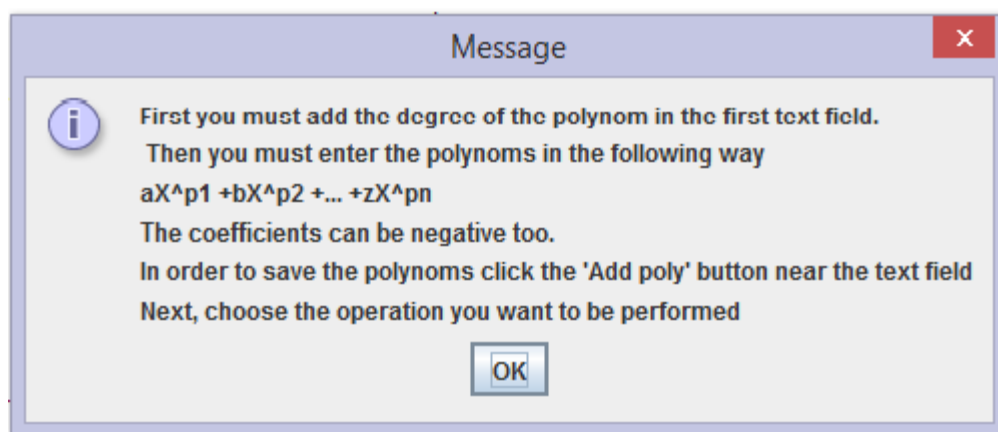 Message
x
i
First you must add the degree of the polynom in the first text field.
Then you must enter the polynoms in the following way
aX^p1 +bX^p2 +... +zX^pn
The coefficients can be negative too.
In order to save the polynoms click the 'Add poly' button near the text field
Next, choose the operation you want to be performed
OK